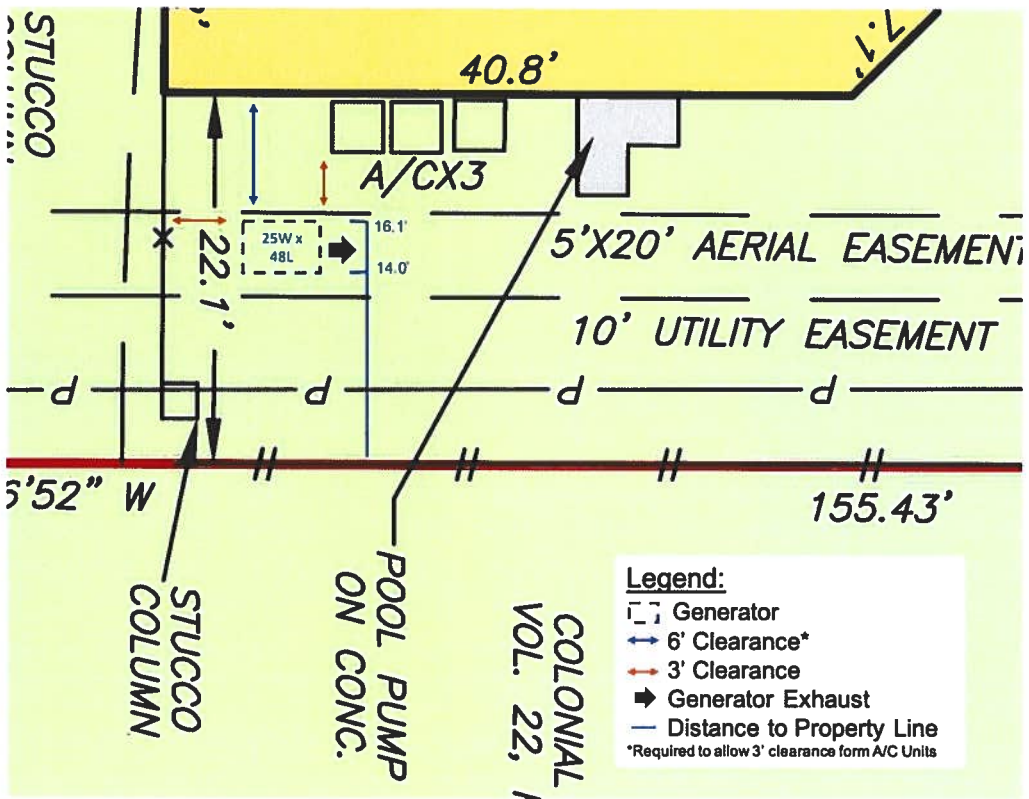 STUCCO
40.8'
7.1'
A/CX3
22.1'
25W x
48L
16.1'
14.0'
5'X20' AERIAL EASEMENT
10' UTILITY EASEMENT
P
P
P
P
6'52" W
155.43'
STUCCO
COLUMN
POOL PUMP
ON CONC.
COLONIAL
VOL. 22,
Legend:
Generator
6' Clearance*
3' Clearance
Generator Exhaust
Distance to Property Line
*Required to allow 3' clearance form A/C Units